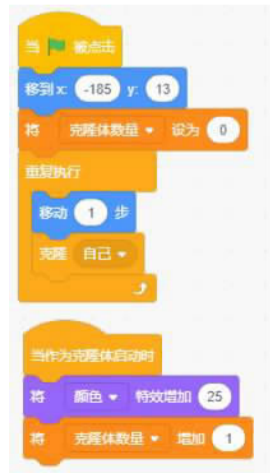 当 被点击
移到 x: -185 y: 13
将 克隆体数量 设为 0
重复执行
移动 1 步
克隆 自己
当作为克隆体启动时
将 颜色 特效增加 25
将 克隆体数量 增加 1